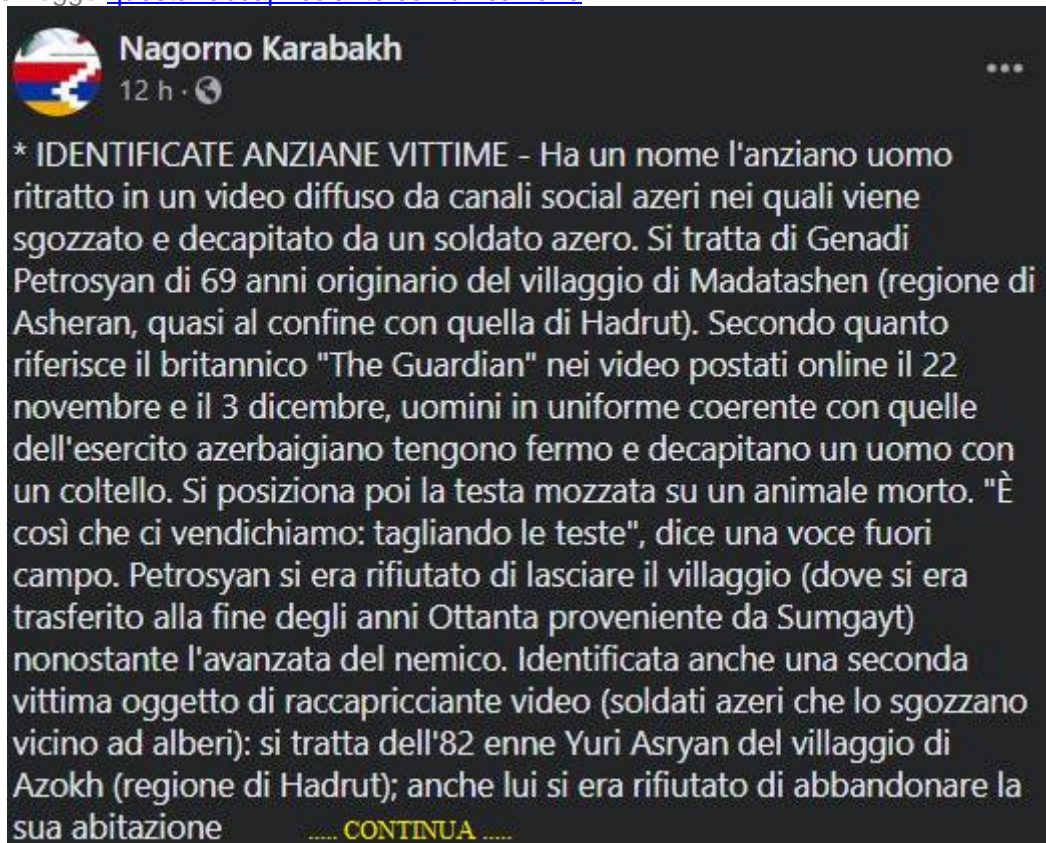 Nagorno Karabakh
12 h ·
* IDENTIFICATE ANZIANE VITTIME - Ha un nome l'anziano uomo
ritratto in un video diffuso da canali social azeri nei quali viene
sgozzato e decapitato da un soldato azero. Si tratta di Genadi
Petrosyan di 69 anni originario del villaggio di Madatashen (regione di
Asheran, quasi al confine con quella di Hadrut). Secondo quanto
riferisce il britannico "The Guardian" nei video postati online il 22
novembre e il 3 dicembre, uomini in uniforme coerente con quelle
dell'esercito azerbaigiano tengono fermo e decapitano un uomo con
un coltello. Si posiziona poi la testa mozzata su un animale morto. "È
così che ci vendichiamo: tagliando le teste", dice una voce fuori
campo. Petrosyan si era rifiutato di lasciare il villaggio (dove si era
trasferito alla fine degli anni Ottanta proveniente da Sumgayt)
nonostante l'avanzata del nemico. Identificata anche una seconda
vittima oggetto di raccapricciante video (soldati azeri che lo sgozzano
vicino ad alberi): si tratta dell'82 enne Yuri Asryan del villaggio di
Azokh (regione di Hadrut); anche lui si era rifiutato di abbandonare la
sua abitazione ..... CONTINUA .....